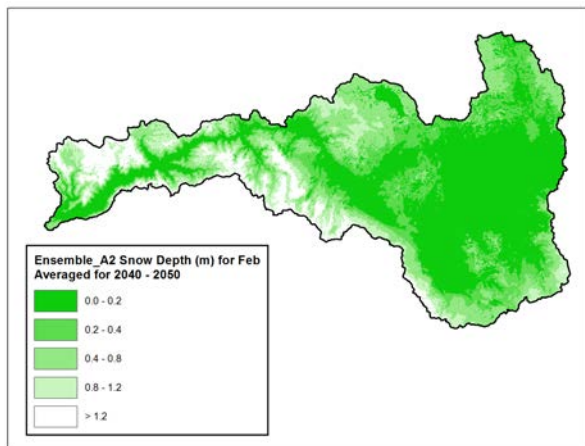 Ensemble_A2 Snow Depth (m) for Feb
Averaged for 2040 - 2050
0.0 - 0.2
0.2 - 0.4
0.4 - 0.8
0.8 - 1.2
> 1.2